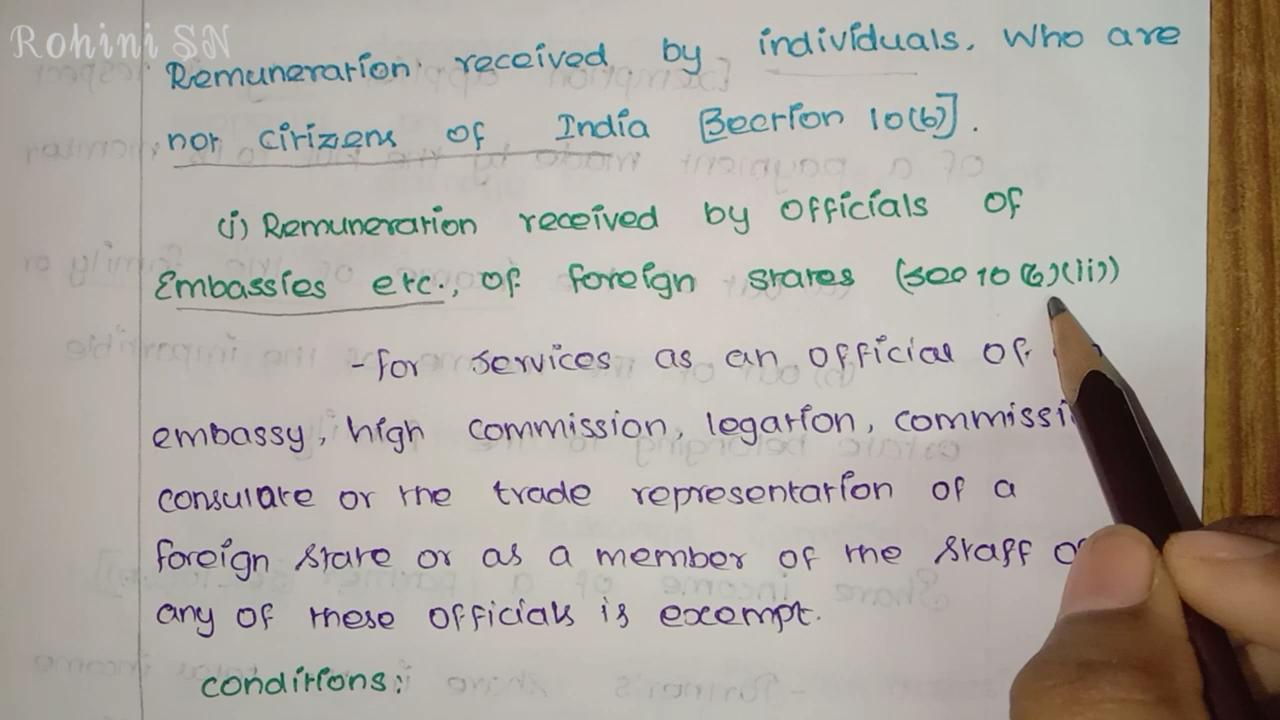 Rohini SN
Remuneration received by individuals, who are
not citizens of India [Section 10(6)].
(i) Remuneration received by officials of
Embassies etc., of foreign states (sec 10 (6)(ii))
-for services as an official of
embassy, high commission, legation,
consulate or the trade representation of a
foreign state or as a member of the staff
any of these officials is exempt.
conditions: